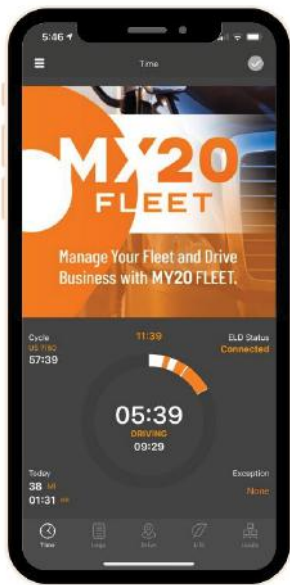 5:46
Time
MY20
FLEET
Manage Your Fleet and Drive
Business with MY20 FLEET.
Cycle
11:39
ELD Status
US 7/60
Connected
57:39
05:39
DRIVING
09:29
Today
Exception
38 MI
None
01:31 HR
Time
Logs